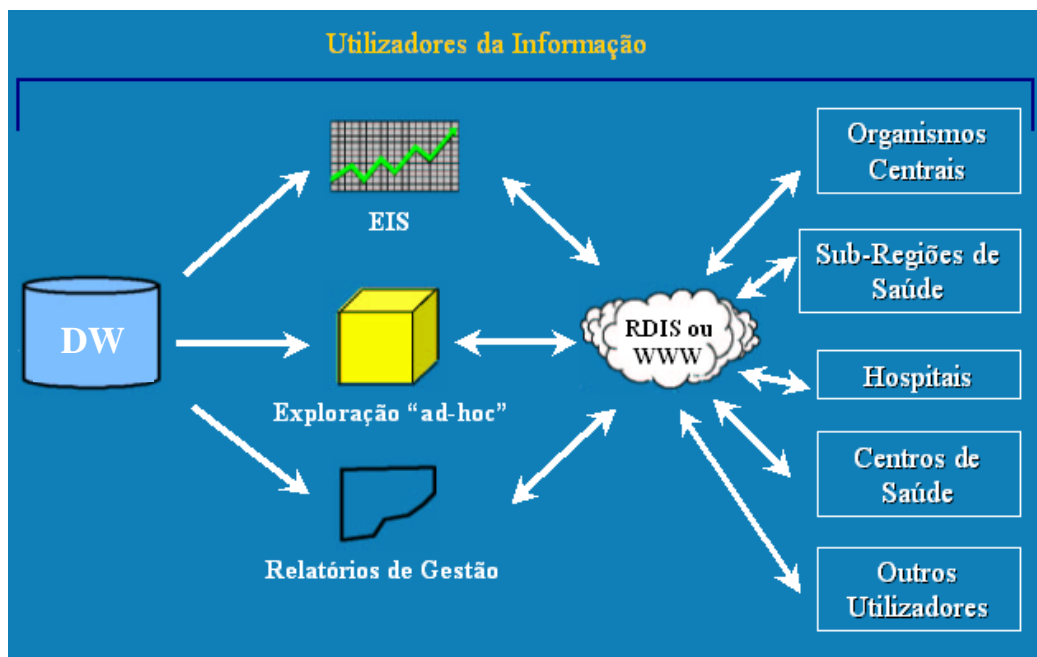 Utilizadores da Informação
EIS
DW
Exploração “ad-hoc”
Relatórios de Gestão
RDIS ou
WWW
Organismos
Centrais
Sub-Regiões de
Saúde
Hospitais
Centros de
Saúde
Outros
Utilizadores